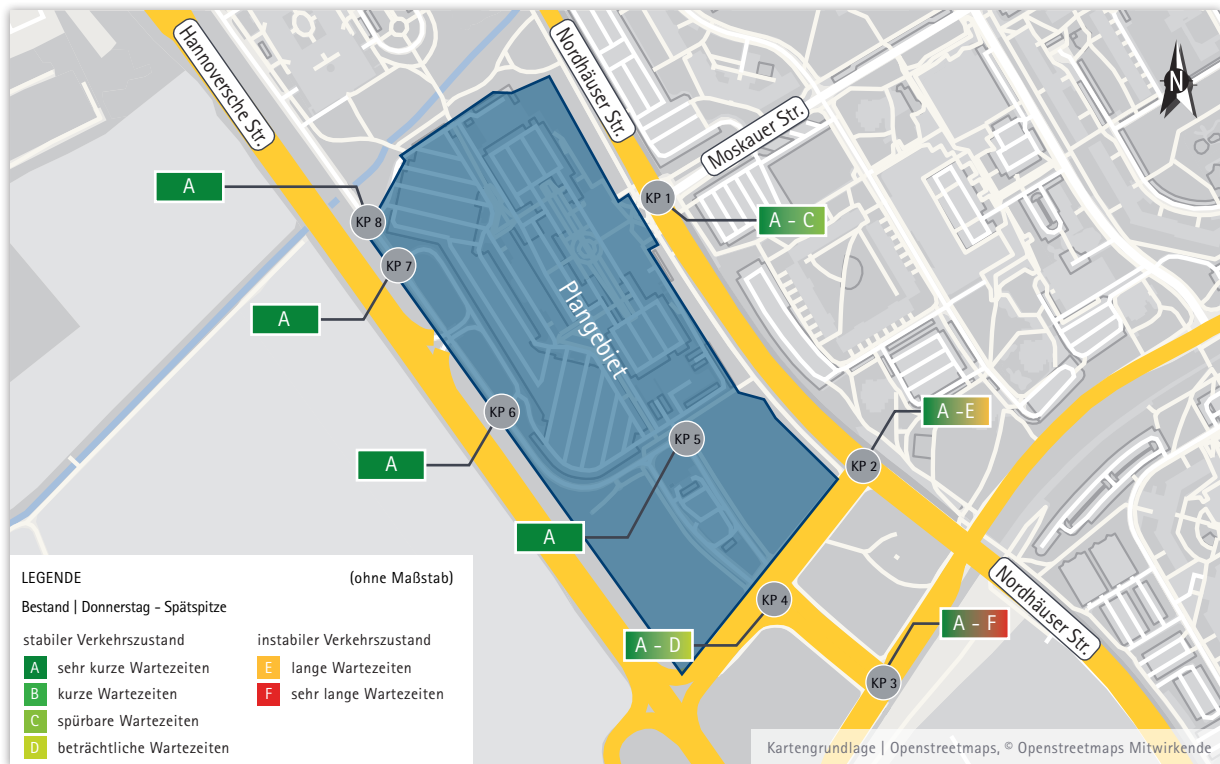 Hannoversche Str.
Nordhäuser Str.
Moskauer Str.
N
A
KP 8
KP 1
A - C
KP 7
A
Plangebiet
KP 6
A - E
KP 5
KP 2
A
A
KP 4
Nordhäuser Str.
A - F
A - D
KP 3
LEGENDE (ohne Maßstab)
Bestand | Donnerstag - Spätspitze
stabiler Verkehrszustand
A sehr kurze Wartezeiten
B kurze Wartezeiten
C spürbare Wartezeiten
D beträchtliche Wartezeiten
instabiler Verkehrszustand
E lange Wartezeiten
F sehr lange Wartezeiten
Kartengrundlage | Openstreetmaps, © Openstreetmaps Mitwirkende